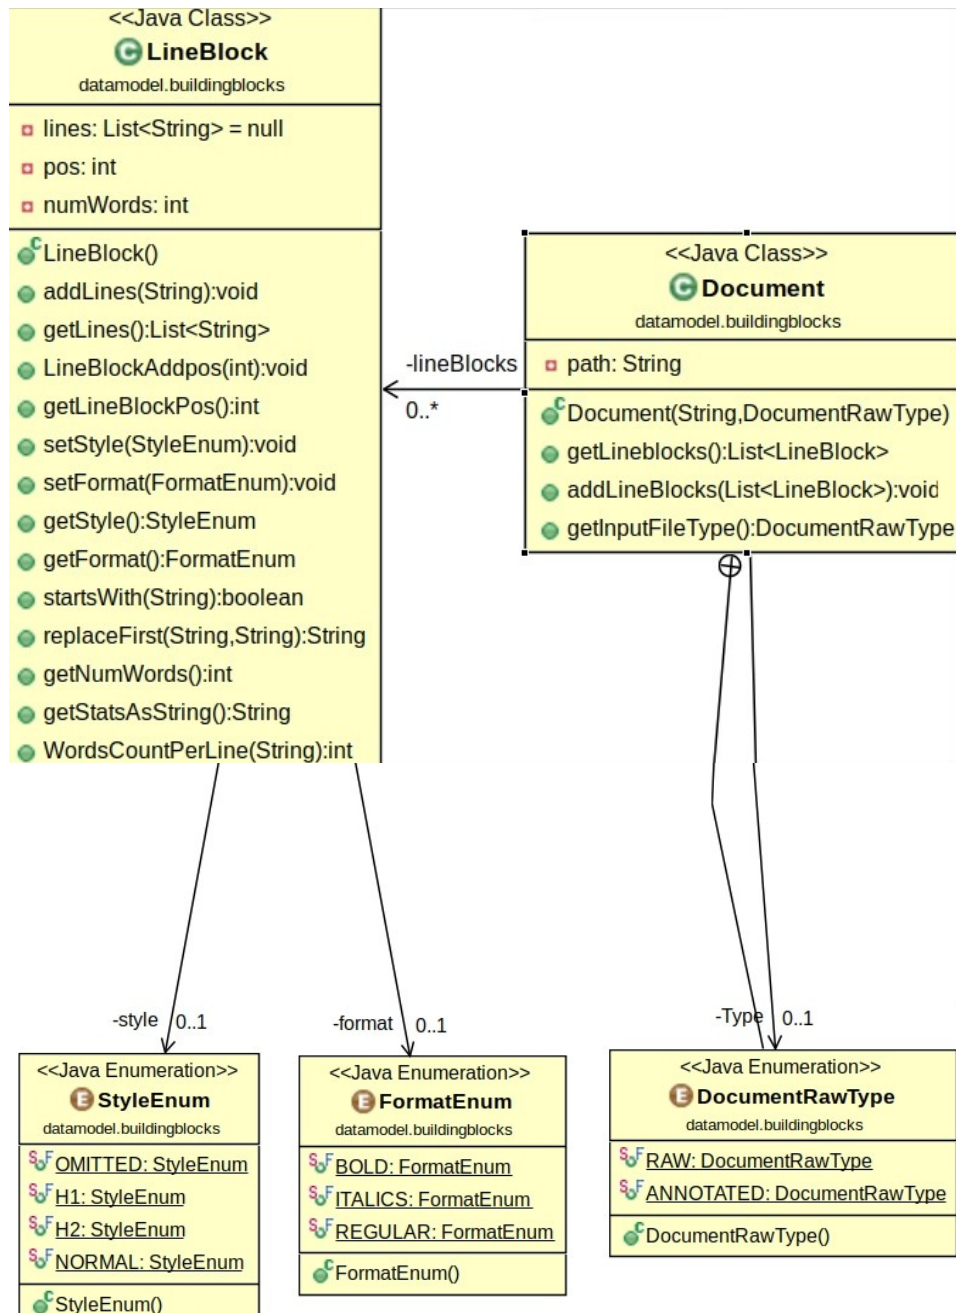 <<Java Class>>
LineBlock
datamodel.buildingblocks
lines: List<String> = null
pos: int
numWords: int
LineBlock()
addLines(String):void
getLines():List<String>
LineBlockAddpos(int):void
getLineBlockPos():int
setStyle(StyleEnum):void
setFormat(FormatEnum):void
getStyle():StyleEnum
getFormat():FormatEnum
startsWith(String):boolean
replaceFirst(String,String):String
getNumWords():int
getStatsAsString():String
WordsCountPerLine(String):int
-lineBlocks
0..*
<<Java Class>>
Document
datamodel.buildingblocks
path: String
Document(String,DocumentRawType)
getLineblocks():List<LineBlock>
addLineBlocks(List<LineBlock>):void
getInputFileType():DocumentRawType
-style 0..1
<<Java Enumeration>>
StyleEnum
datamodel.buildingblocks
OMITTED: StyleEnum
H1: StyleEnum
H2: StyleEnum
NORMAL: StyleEnum
StyleEnum()
-format 0..1
<<Java Enumeration>>
FormatEnum
datamodel.buildingblocks
BOLD: FormatEnum
ITALICS: FormatEnum
REGULAR: FormatEnum
FormatEnum()
-Type 0..1
<<Java Enumeration>>
DocumentRawType
datamodel.buildingblocks
RAW: DocumentRawType
ANNOTATED: DocumentRawType
DocumentRawType()